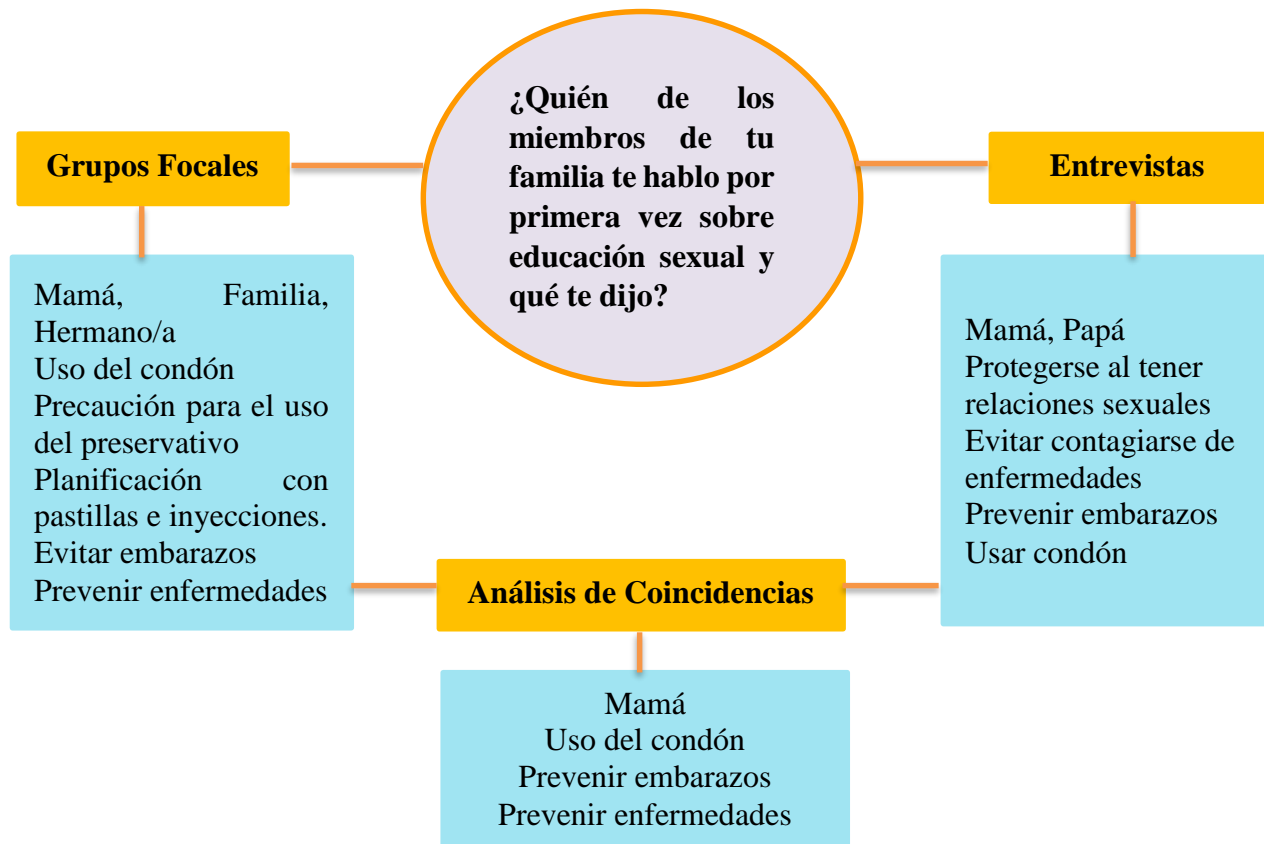 ¿Quién de los
miembros de tu
familia te hablo por
primera vez sobre
educación sexual y
qué te dijo?
Grupos Focales
Entrevistas
Mamá, Familia,
Hermano/a
Uso del condón
Precaución para el uso
del preservativo
Planificación con
pastillas e inyecciones.
Evitar embarazos
Prevenir enfermedades
Mamá, Papá
Protegerse al tener
relaciones sexuales
Evitar contagiarse de
enfermedades
Prevenir embarazos
Usar condón
Análisis de Coincidencias
Mamá
Uso del condón
Prevenir embarazos
Prevenir enfermedades